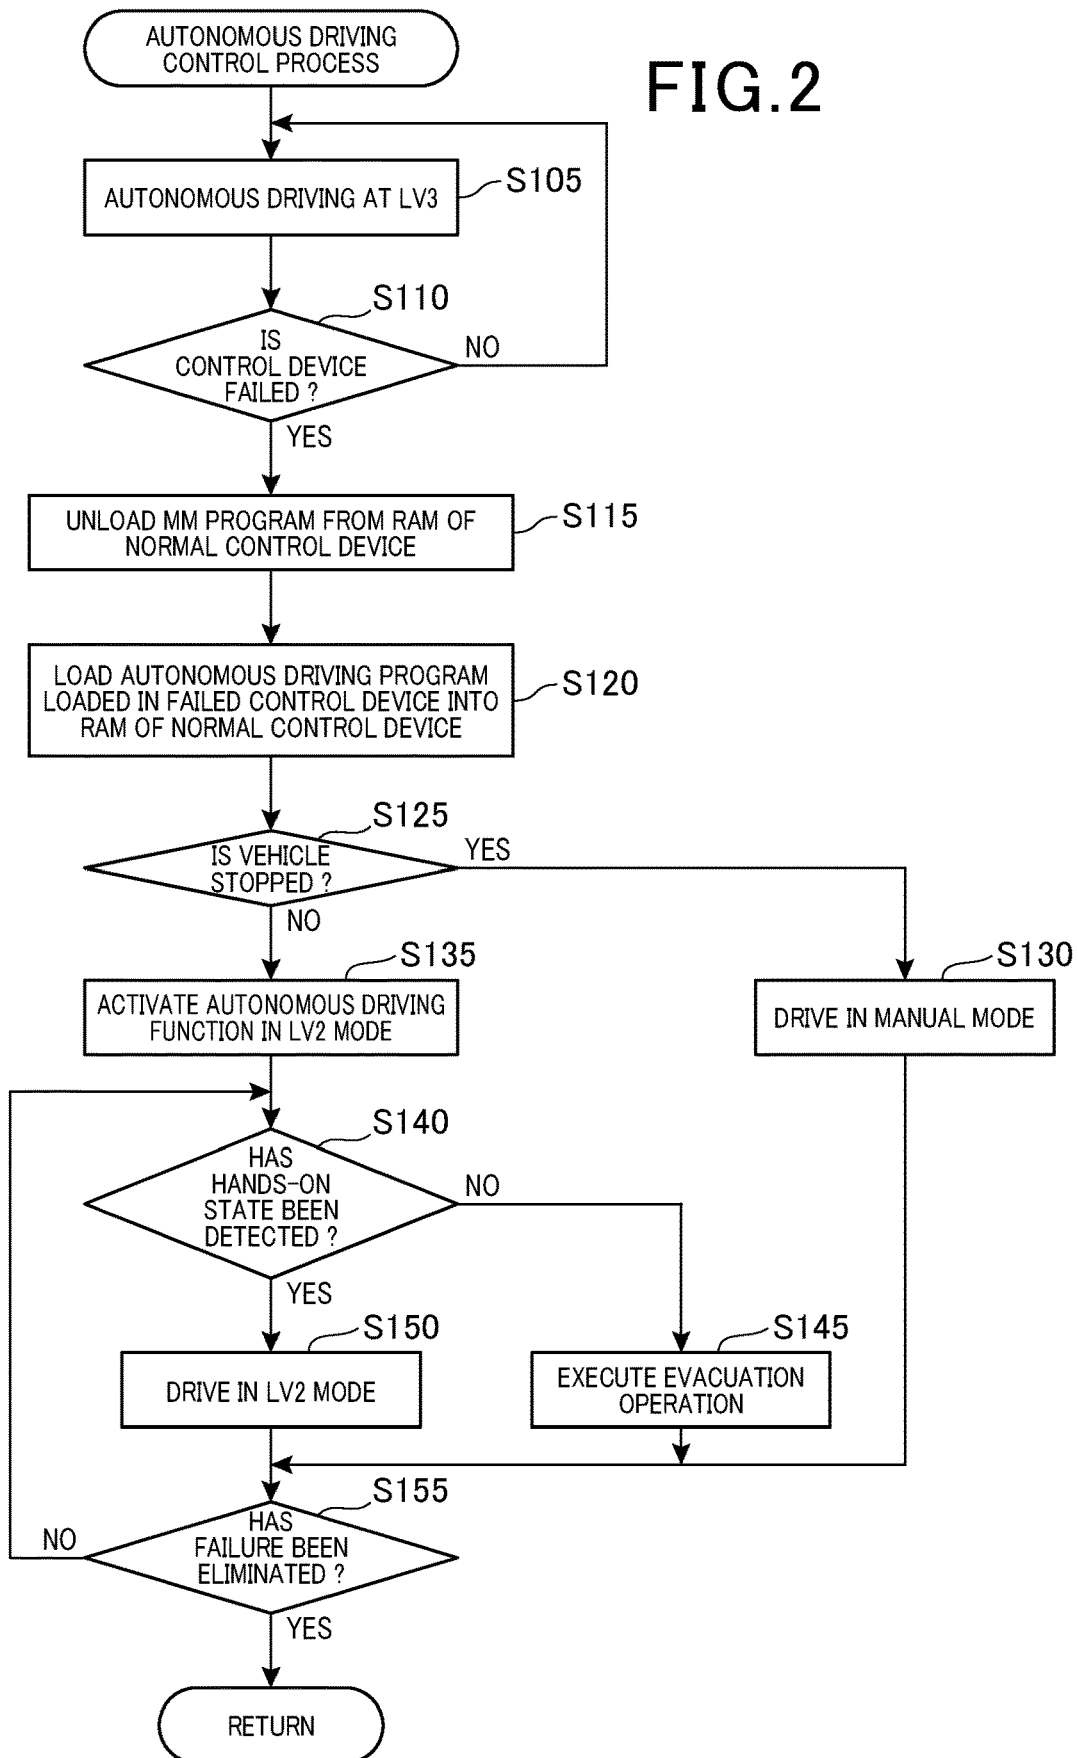 AUTONOMOUS DRIVING
CONTROL PROCESS
FIG.2
AUTONOMOUS DRIVING AT LV3
S105
S110
IS
CONTROL DEVICE
FAILED ?
NO
YES
UNLOAD MM PROGRAM FROM RAM OF
NORMAL CONTROL DEVICE
S115
LOAD AUTONOMOUS DRIVING PROGRAM
LOADED IN FAILED CONTROL DEVICE INTO
RAM OF NORMAL CONTROL DEVICE
S120
S125
IS VEHICLE
STOPPED ?
YES
NO
S135
ACTIVATE AUTONOMOUS DRIVING
FUNCTION IN LV2 MODE
S130
DRIVE IN MANUAL MODE
S140
HAS
HANDS-ON
STATE BEEN
DETECTED ?
NO
YES
S150
DRIVE IN LV2 MODE
S145
EXECUTE EVACUATION
OPERATION
S155
HAS
FAILURE BEEN
ELIMINATED ?
NO
YES
RETURN